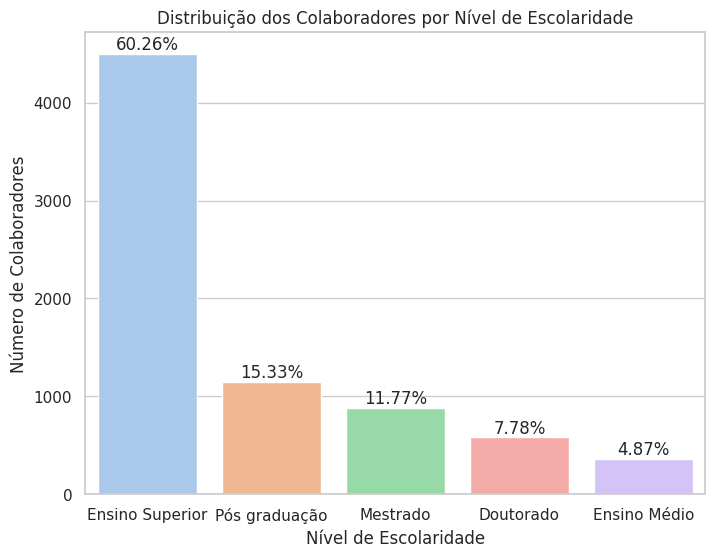 Distribuição dos Colaboradores por Nível de Escolaridade
60.26%
15.33%
11.77%
7.78%
4.87%
4000
3000
2000
1000
0
Número de Colaboradores
Ensino Superior
Pós graduação
Mestrado
Doutorado
Ensino Médio
Nível de Escolaridade